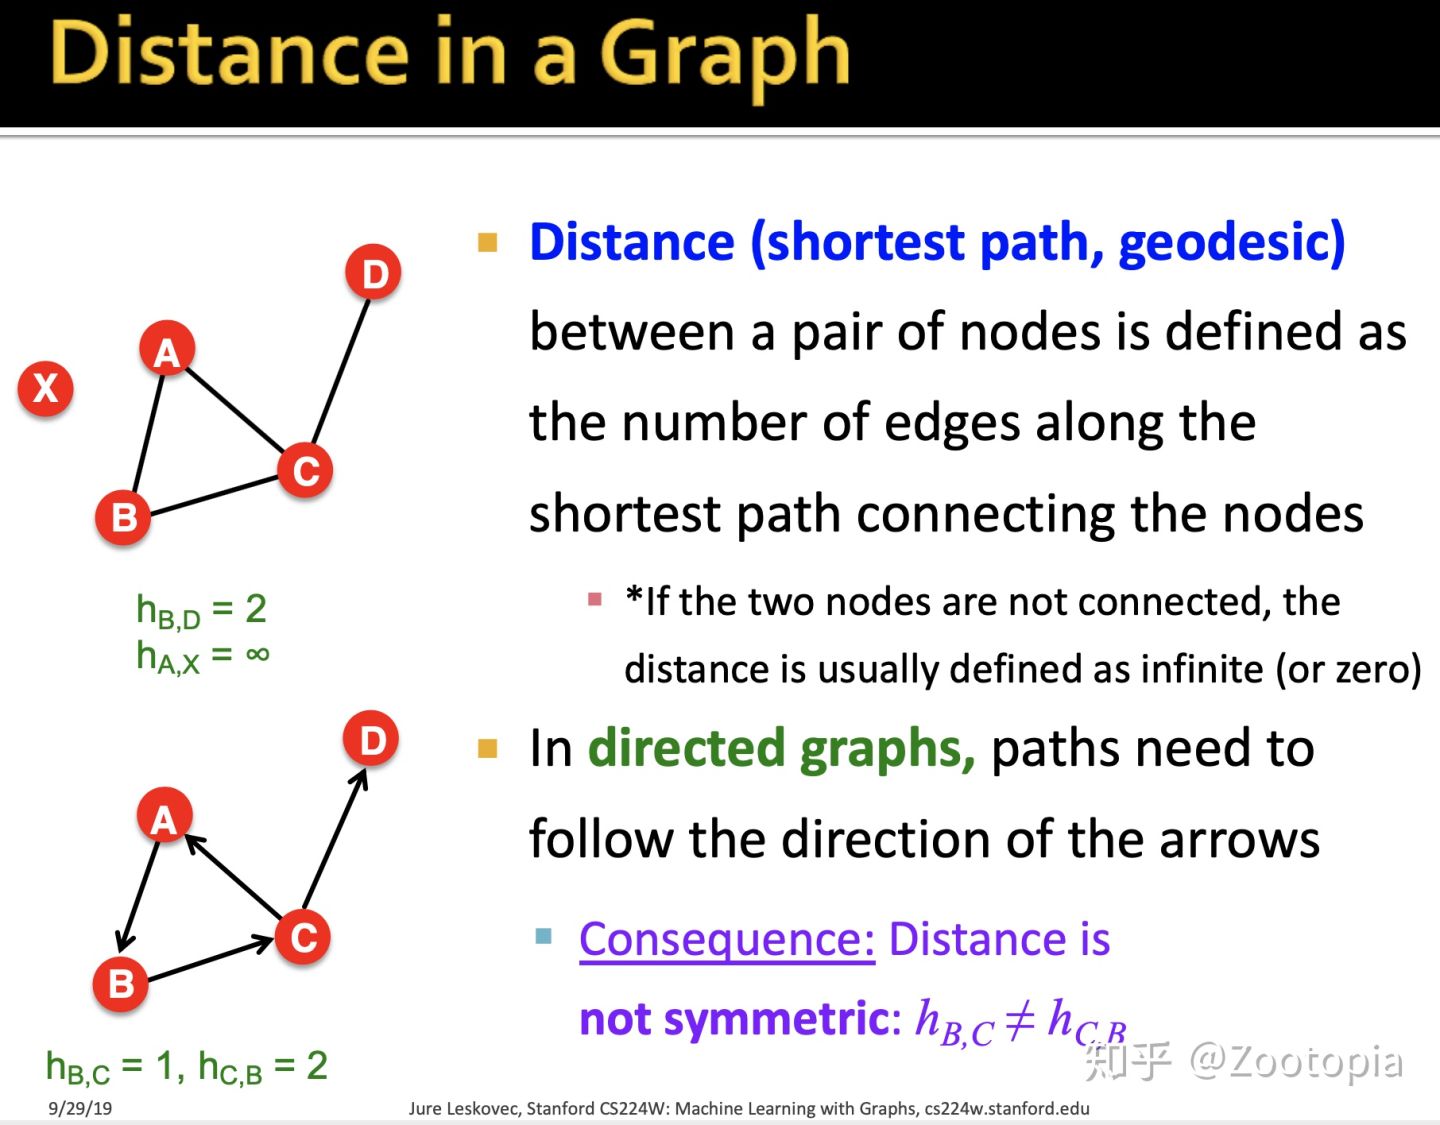 Distance in a Graph
Distance (shortest path, geodesic)
between a pair of nodes is defined as
the number of edges along the
shortest path connecting the nodes
*If the two nodes are not connected, the
distance is usually defined as infinite (or zero)
In directed graphs, paths need to
follow the direction of the arrows
Consequence: Distance is
not symmetric: h_{B,C} ≠ h_{C,B}
D
A
X
C
B
h_{B,D} = 2
h_{A,X} = ∞
D
A
C
B
h_{B,C} = 1, h_{C,B} = 2
9/29/19
Jure Leskovec, Stanford CS224W: Machine Learning with Graphs, cs224w.stanford.edu
知乎 @Zootopia